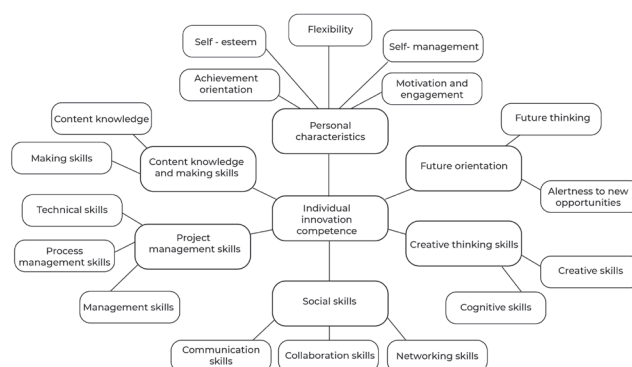 Flexibility
Self - esteem
Self- management
Achievement
orientation
Motivation and
engagement
Content knowledge
Personal
characteristics
Future thinking
Making skills
Content knowledge
and making skills
Future orientation
Alertness to new
opportunities
Technical skills
Individual
innovation
competence
Process
management skills
Project
management skills
Creative thinking skills
Creative skills
Management skills
Social skills
Cognitive skills
Communication
skills
Collaboration skills
Networking skills